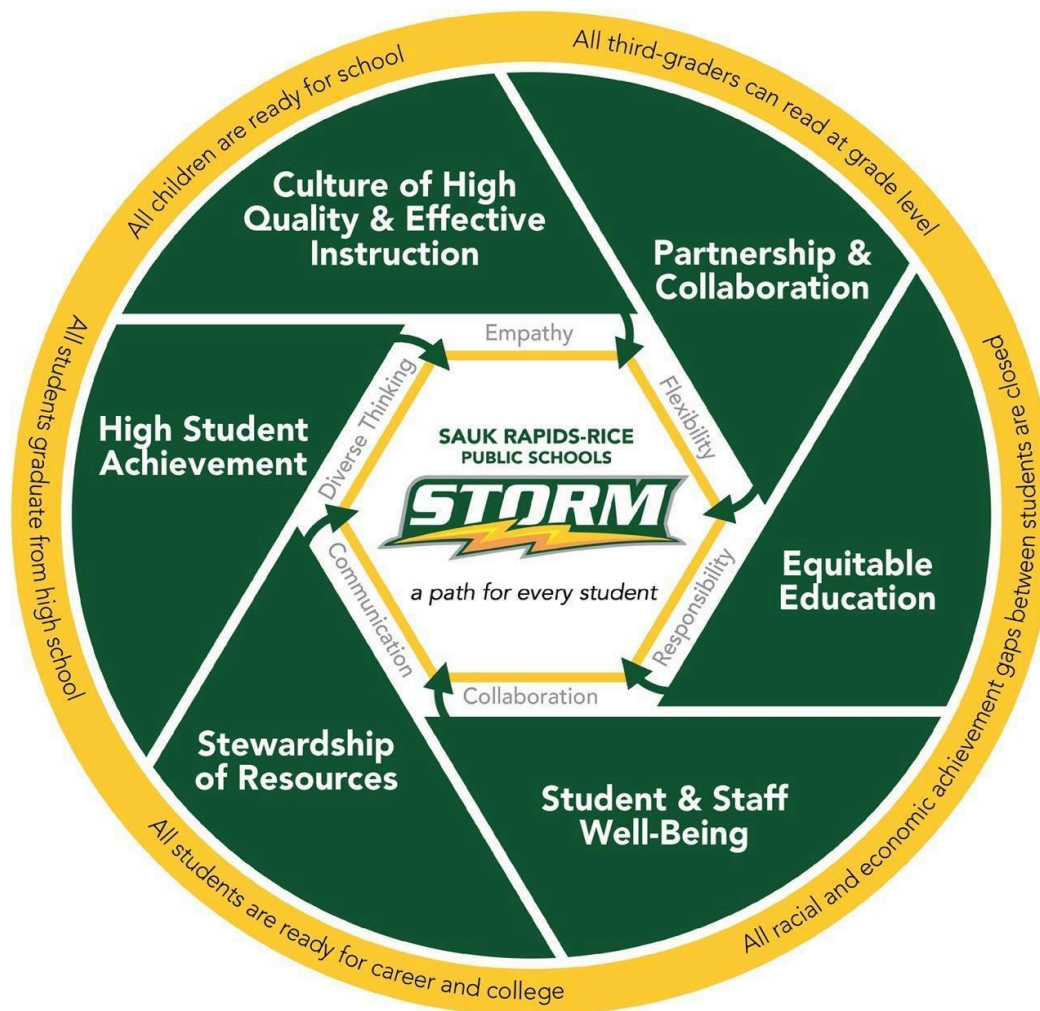 All children are ready for school
All third-graders can read at grade level
All racial and economic achievement gaps between students are closed
All students are ready for career and college
All students graduate from high school
Culture of High
Quality & Effective
Instruction
Partnership &
Collaboration
Equitable
Education
Student & Staff
Well-Being
Stewardship
of Resources
High Student
Achievement
Empathy
Flexibility
Responsibility
Collaboration
Communication
Diverse Thinking
SAUK RAPIDS-RICE
PUBLIC SCHOOLS
STORM
a path for every student